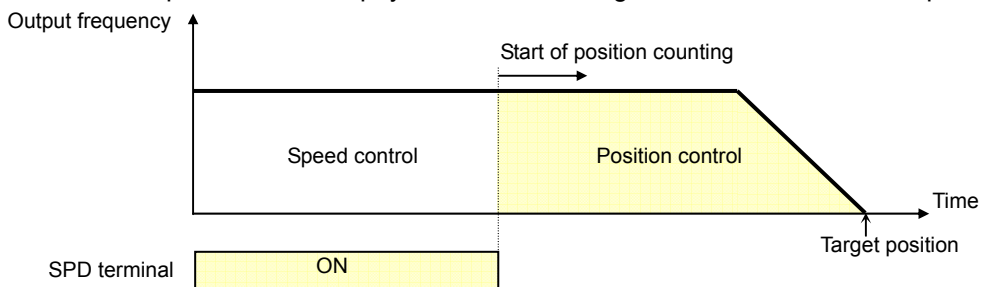 Output frequency
Start of position counting
Speed control
Position control
Time
Target position
SPD terminal
ON